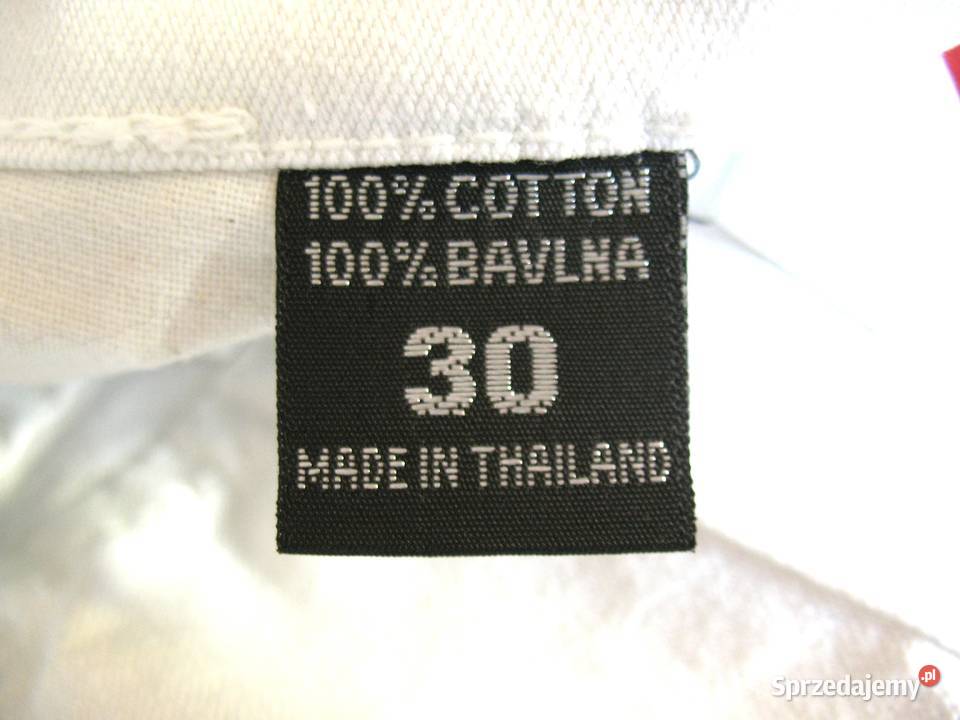 100% COTTON
100% BAVLNA
30
MADE IN THAILAND
Sprzedajemy.pl